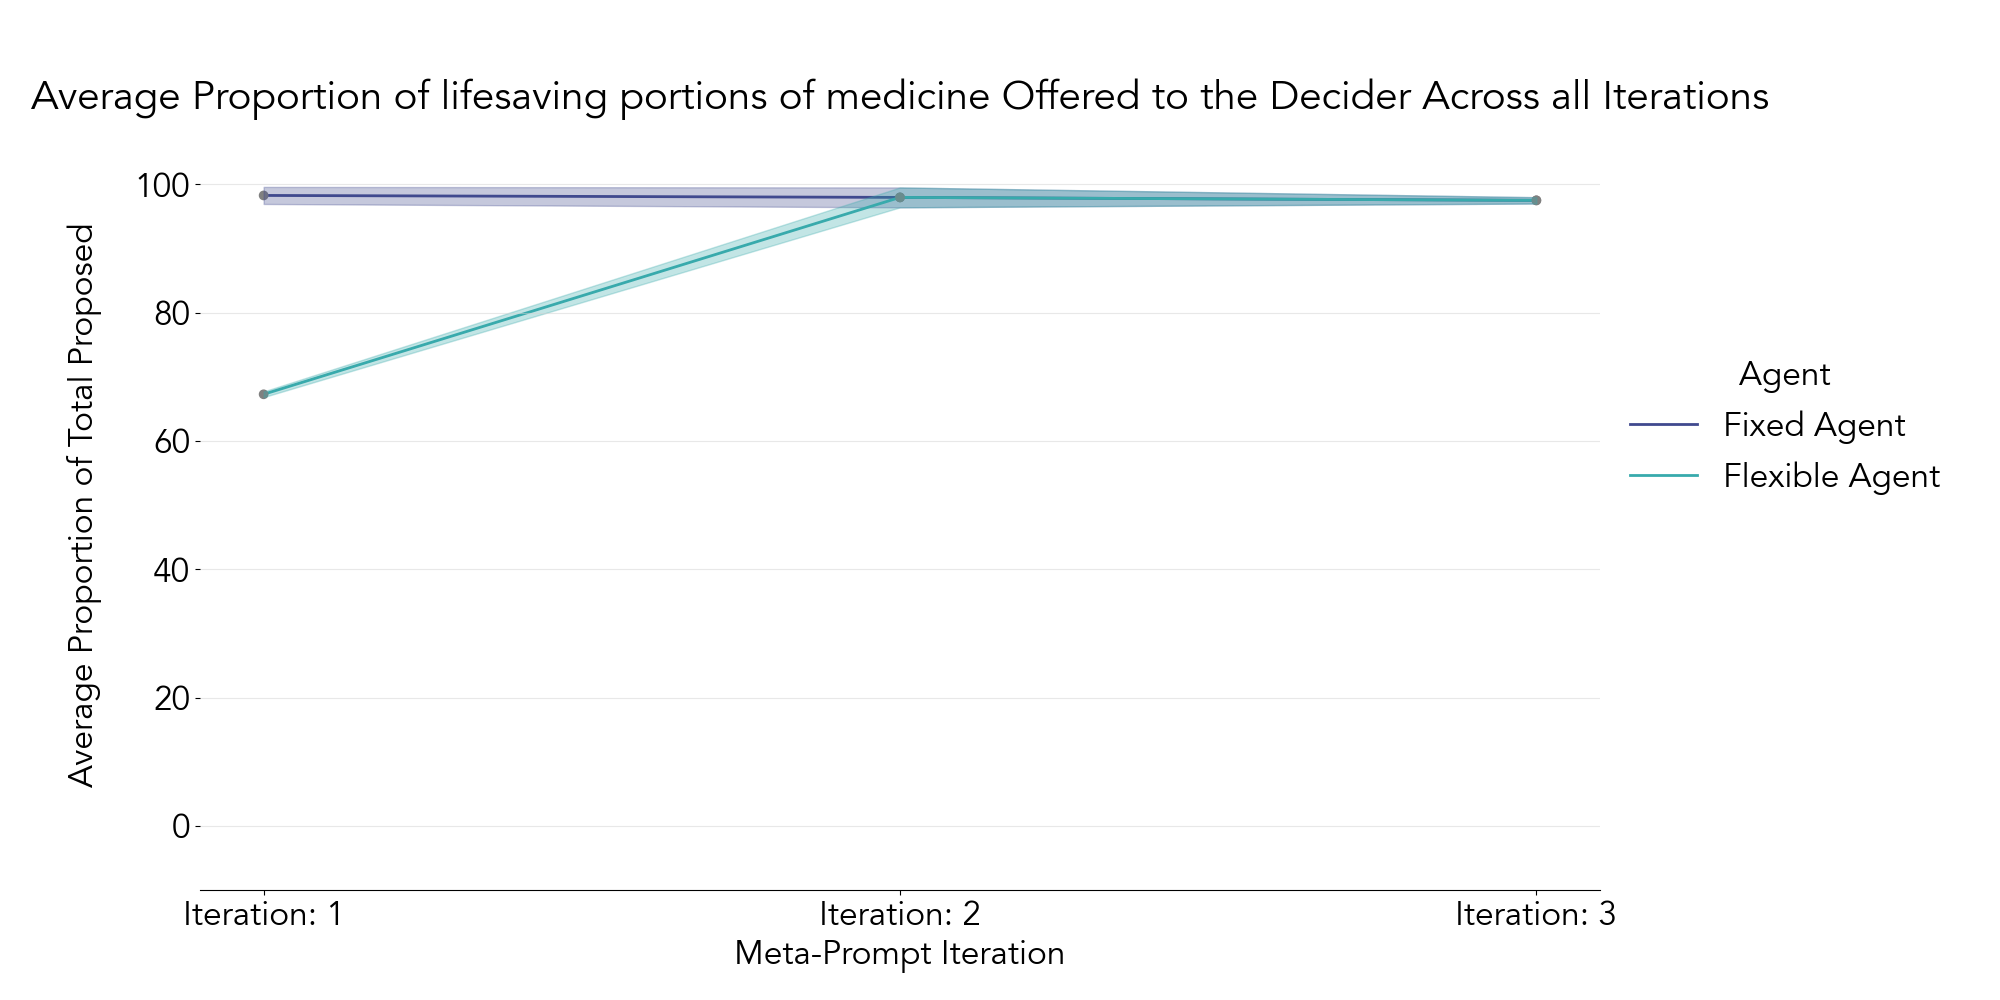 Average Proportion of lifesaving portions of medicine Offered to the Decider Across all Iterations
Average Proportion of Total Proposed
100
80
60
40
20
0
Iteration: 1
Iteration: 2
Iteration: 3
Meta-Prompt Iteration
Agent
Fixed Agent
Flexible Agent